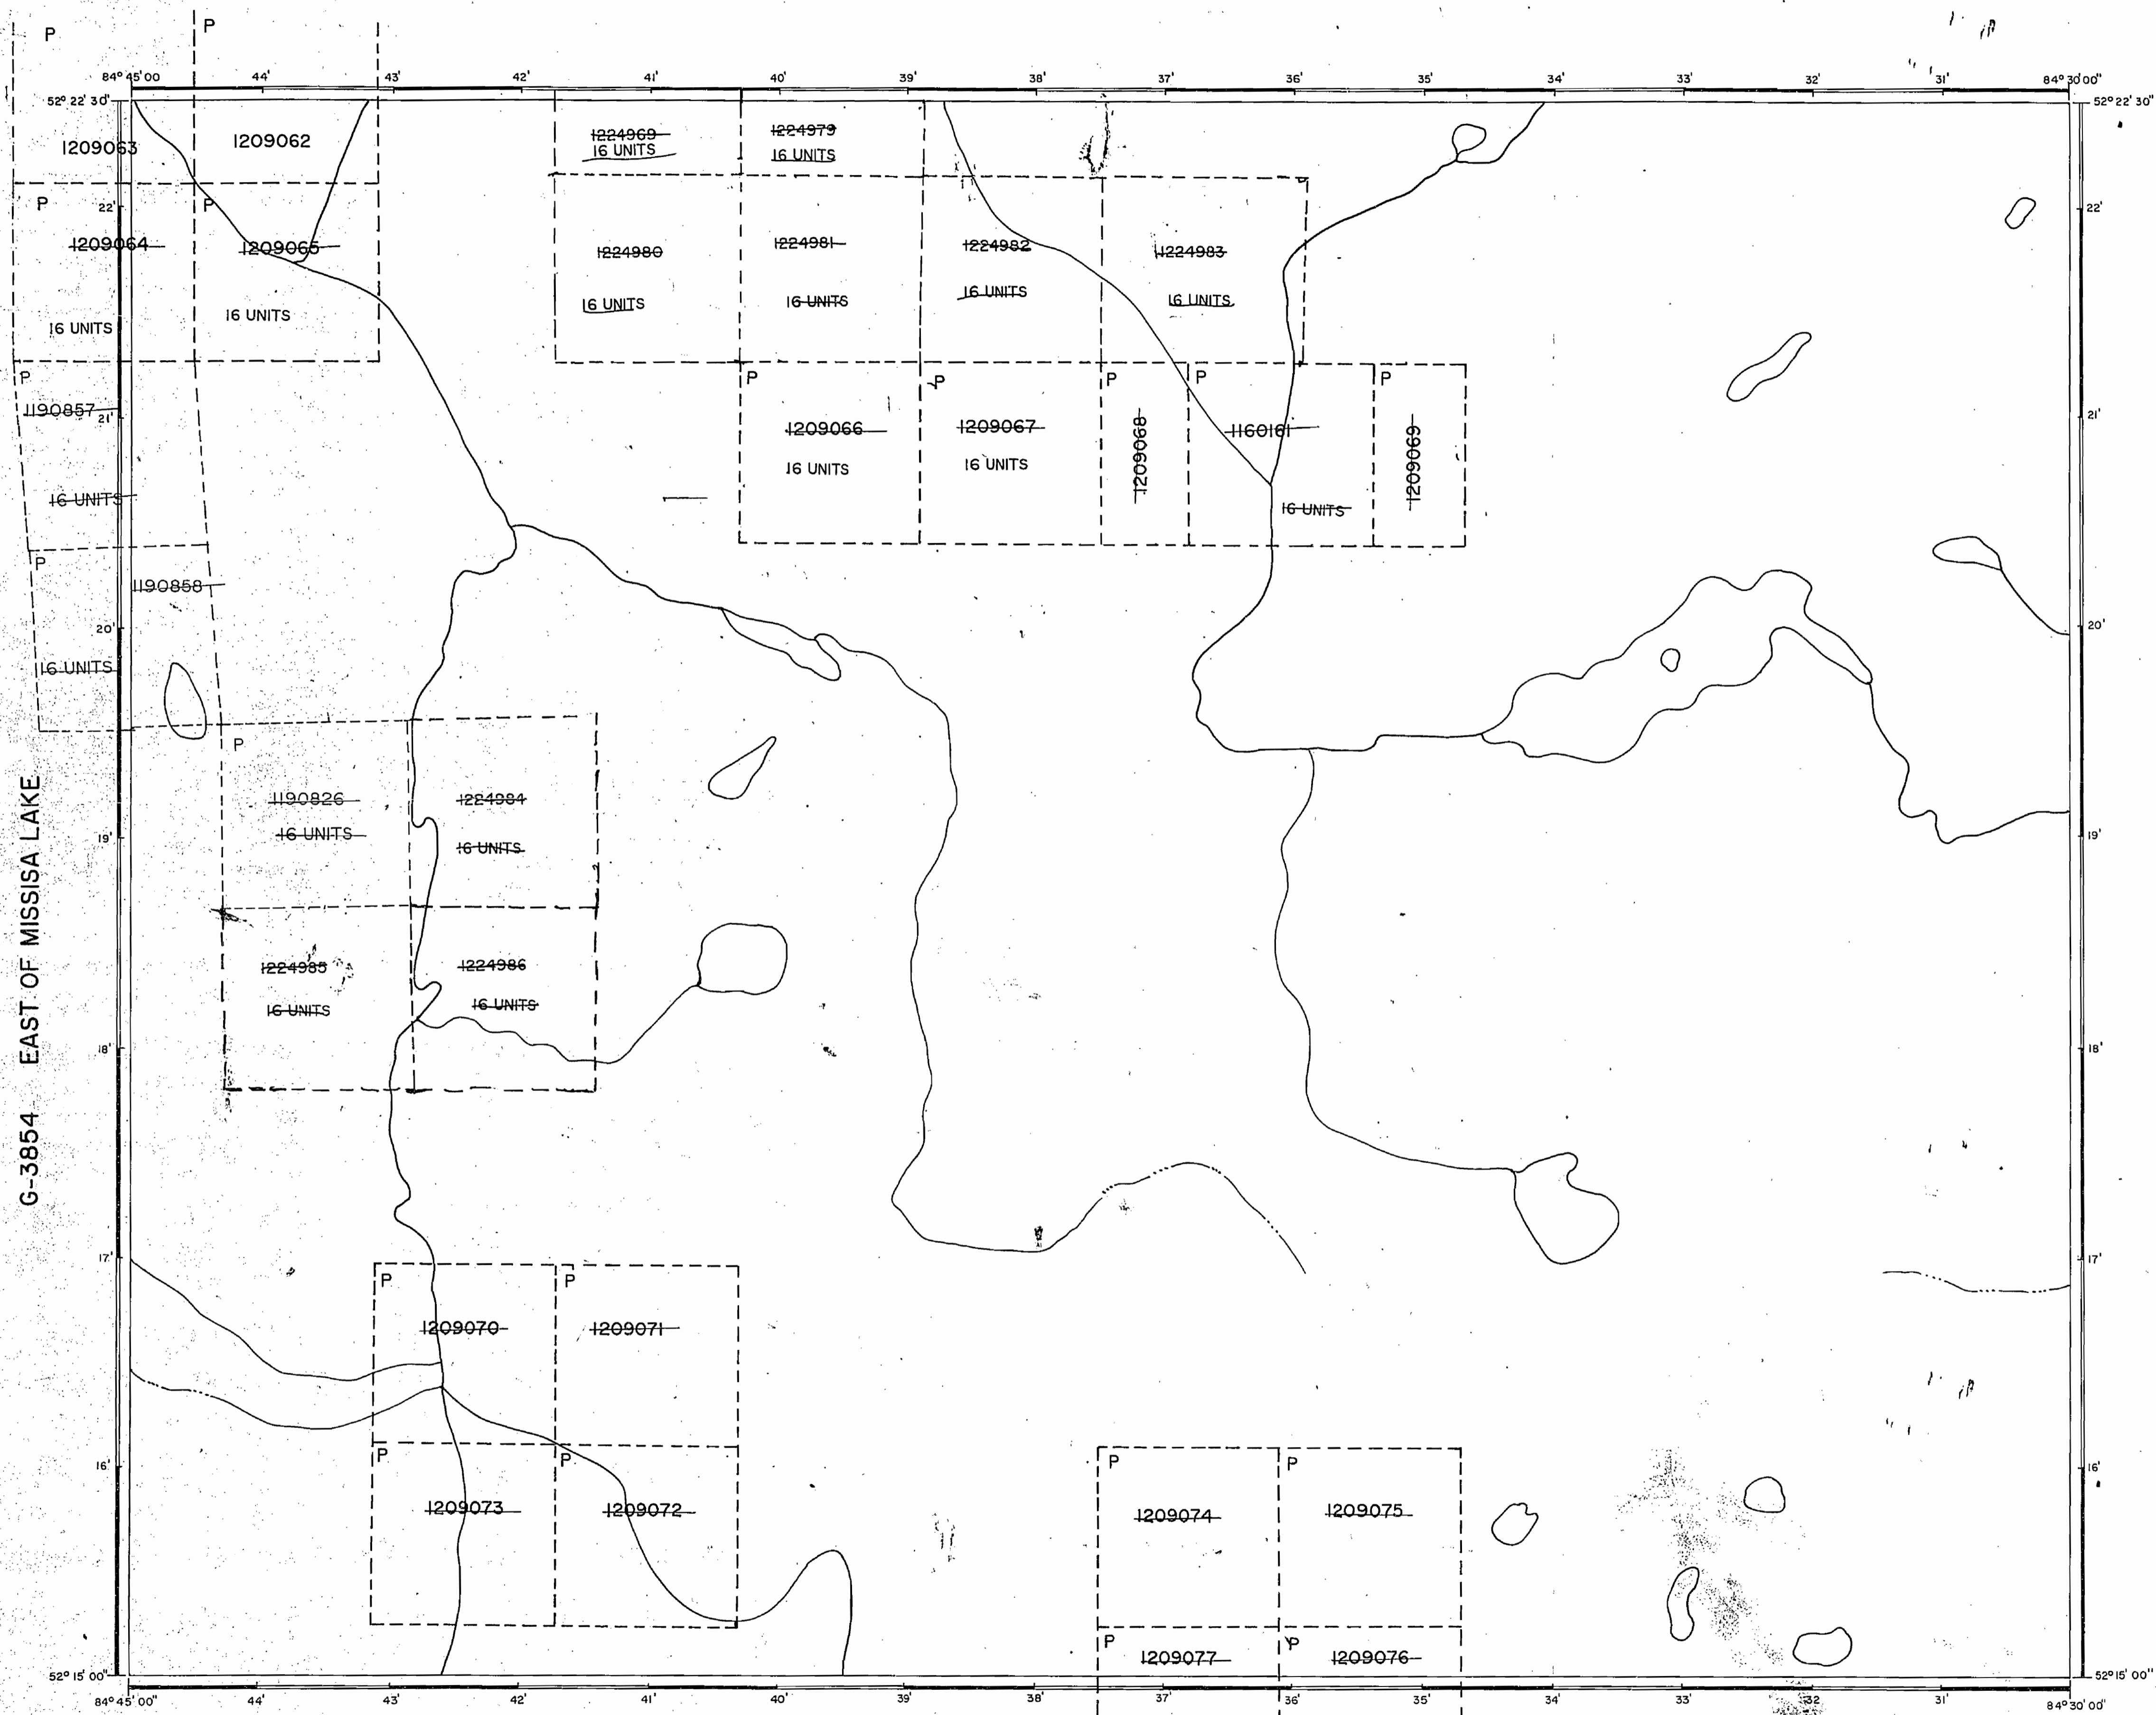 P
P
84° 45' 00
44'
43'
42'
41'
40'
39'
38'
37'
36'
35'
34'
33'
32'
31'
84° 30' 00"
52° 22' 30"
52° 22' 30"
1209063
1209062
1224969
16 UNITS
1224979
16 UNITS
P
22'
P
22'
1209064
1209065
1224980
1224981
1224982
1224983
16 UNITS
16 UNITS
16 UNITS
16 UNITS
16 UNITS
16 UNITS
P
P
P
P
P
P
1190857
21'
21'
1209066
16 UNITS
1209067
16 UNITS
1209068
1160161
16 UNITS
1209069
16 UNITS
P
1190858
20'
20'
16 UNITS
P
1190826
16 UNITS
1224984
16 UNITS
19'
19'
1224985
16 UNITS
1224986
16 UNITS
18'
18'
G-3854 EAST OF MISSISA LAKE
17'
17'
P
P
1209070
1209071
P
P
16'
P
P
16'
1209073
1209072
1209074
1209075
P
P
1209077
1209076
52° 15' 00"
52° 15' 00"
84° 45' 00"
44'
43'
42'
41'
40'
39'
38'
37'
36'
35'
34'
33'
32'
31'
84° 30' 00"